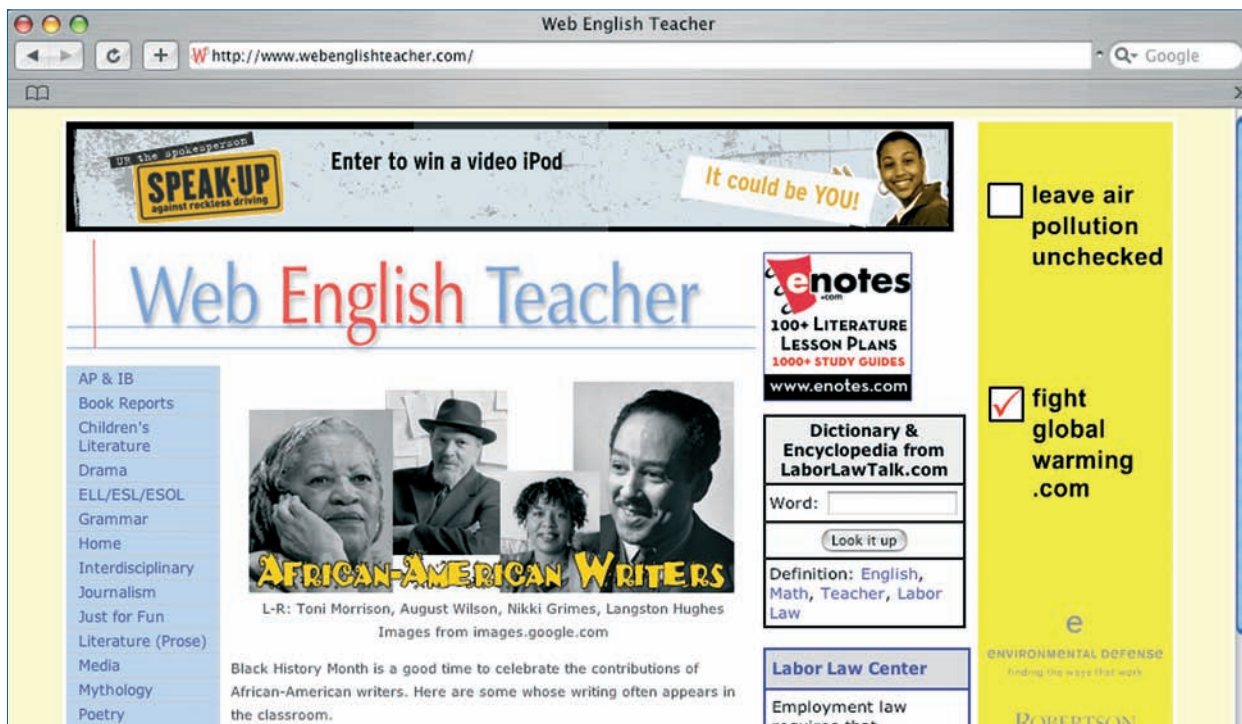 Web English Teacher
http://www.webenglishteacher.com/
Google
UR the spokesperson
SPEAK-UP
against reckless driving
Enter to win a video iPod
It could be YOU!
Web English Teacher
AP & IB
Book Reports
Children's
Literature
Drama
ELL/ESL/ESOL
Grammar
Home
Interdisciplinary
Journalism
Just for Fun
Literature (Prose)
Media
Mythology
Poetry
AFRICAN-AMERICAN WRITERS
L-R: Toni Morrison, August Wilson, Nikki Grimes, Langston Hughes
Images from images.google.com
Black History Month is a good time to celebrate the contributions of
African-American writers. Here are some whose writing often appears in
the classroom.
enotes
.com
100+ LITERATURE
LESSON PLANS
1000+ STUDY GUIDES
www.enotes.com
Dictionary &
Encyclopedia from
LaborLawTalk.com
Word:
Look it up
Definition: English,
Math, Teacher, Labor
Law
Labor Law Center
Employment law
requires that
leave air
pollution
unchecked
fight
global
warming
.com
e
ENVIRONMENTAL DEFENSE
finding the ways that work
ROBERTSON